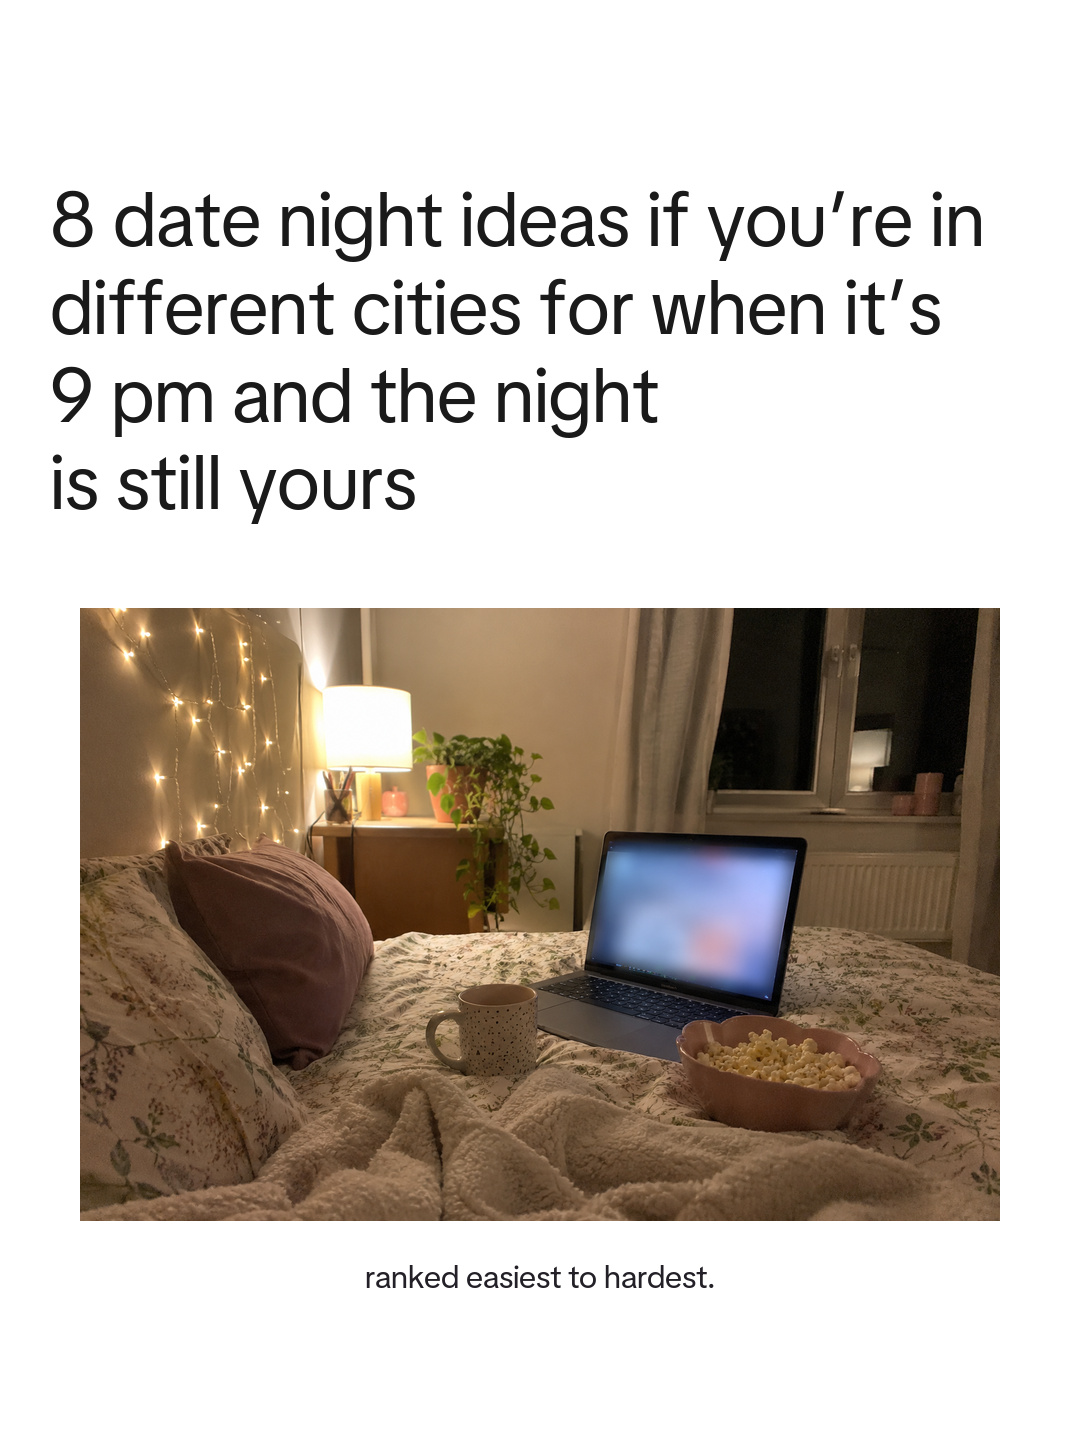 8 date night ideas if you’re in
different cities for when it’s
9 pm and the night
is still yours
ranked easiest to hardest.